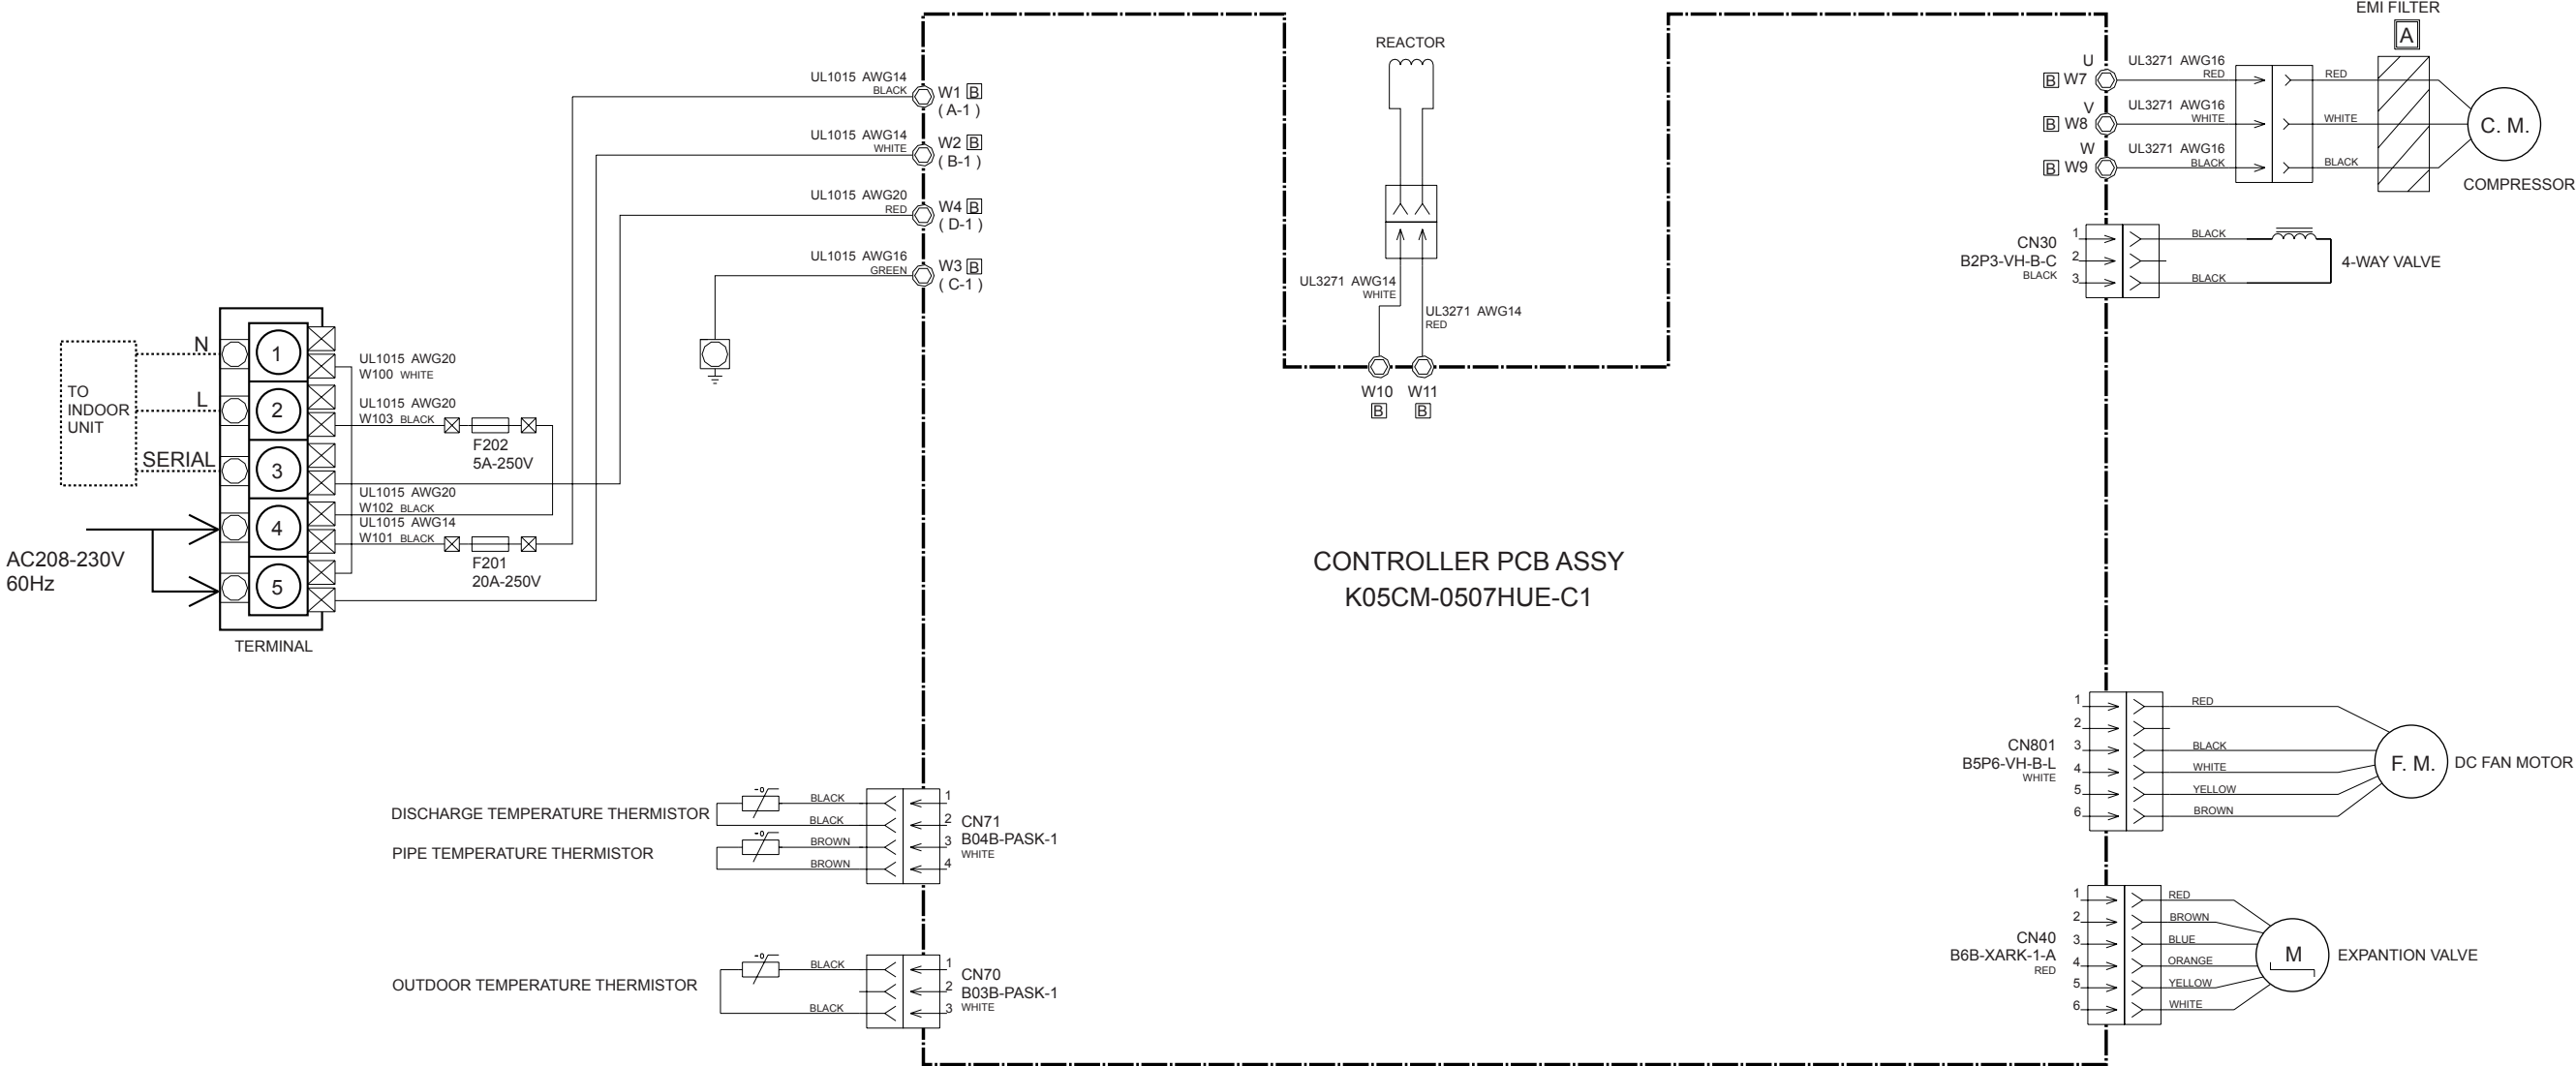 EMI FILTER
A
REACTOR
UL1015 AWG14
BLACK
W1 B
( A-1 )
UL1015 AWG14
WHITE
W2 B
( B-1 )
UL1015 AWG20
RED
W4 B
( D-1 )
UL1015 AWG16
GREEN
W3 B
( C-1 )
UL3271 AWG14
WHITE
UL3271 AWG14
RED
W10
B
W11
B
U
B W7
UL3271 AWG16
RED
RED
V
B W8
UL3271 AWG16
WHITE
WHITE
W
B W9
UL3271 AWG16
BLACK
BLACK
C. M.
COMPRESSOR
CN30
B2P3-VH-B-C
BLACK
1
2
3
BLACK
BLACK
4-WAY VALVE
TO
INDOOR
UNIT
N
L
SERIAL
1
2
3
4
5
AC208-230V
60Hz
TERMINAL
UL1015 AWG20
W100 WHITE
UL1015 AWG20
W103 BLACK
F202
5A-250V
UL1015 AWG20
W102 BLACK
UL1015 AWG14
W101 BLACK
F201
20A-250V
CONTROLLER PCB ASSY
K05CM-0507HUE-C1
CN801
B5P6-VH-B-L
WHITE
1
2
3
4
5
6
RED
BLACK
WHITE
YELLOW
BROWN
F. M.
DC FAN MOTOR
DISCHARGE TEMPERATURE THERMISTOR
PIPE TEMPERATURE THERMISTOR
-θ
-θ
BLACK
BLACK
BROWN
BROWN
1
2
3
4
CN71
B04B-PASK-1
WHITE
OUTDOOR TEMPERATURE THERMISTOR
-θ
BLACK
BLACK
1
2
3
CN70
B03B-PASK-1
WHITE
CN40
B6B-XARK-1-A
RED
1
2
3
4
5
6
RED
BROWN
BLUE
ORANGE
YELLOW
WHITE
M
EXPANTION VALVE